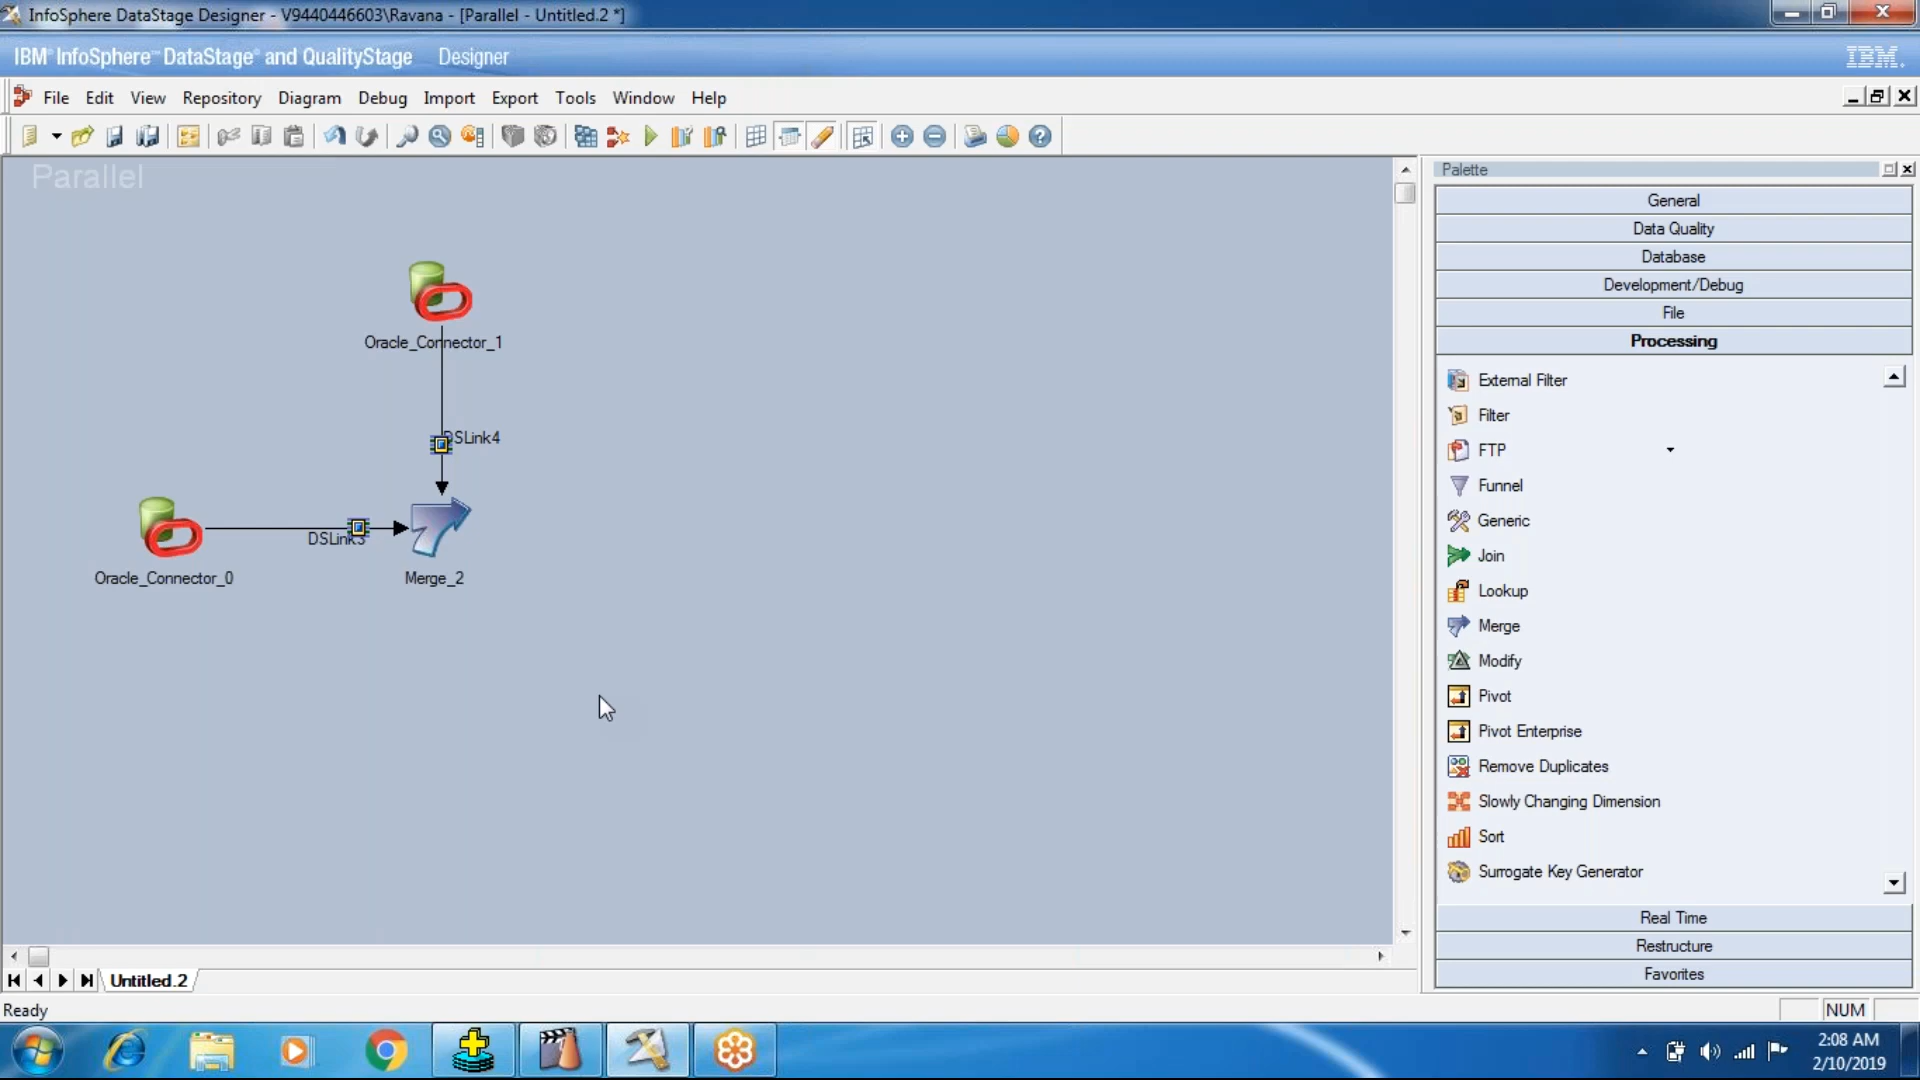 InfoSphere DataStage Designer - V9440446603\Ravana - [Parallel - Untitled.2 *]
IBM InfoSphere DataStage and QualityStage Designer
IBM.
File Edit View Repository Diagram Debug Import Export Tools Window Help
Parallel
Oracle_Connector_1
DSLink4
DSLink3
Oracle_Connector_0
Merge_2
Palette
General
Data Quality
Database
Development/Debug
File
Processing
External Filter
Filter
FTP
Funnel
Generic
Join
Lookup
Merge
Modify
Pivot
Pivot Enterprise
Remove Duplicates
Slowly Changing Dimension
Sort
Surrogate Key Generator
Real Time
Restructure
Favorites
Untitled.2
Ready
NUM
2:08 AM
2/10/2019